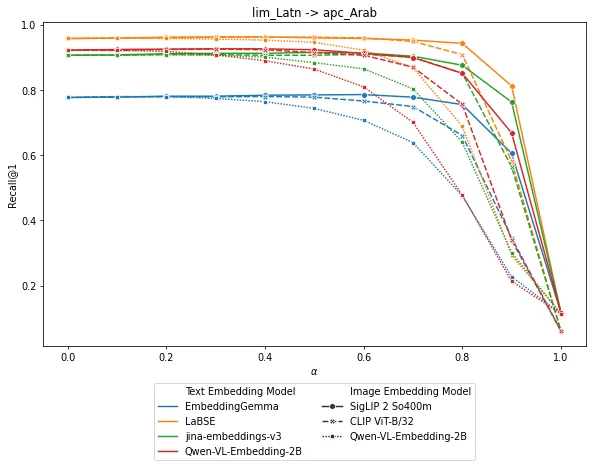 lim_Latn -> apc_Arab
1.0
0.8
0.6
0.4
0.2
Recall@1
0.0 0.2 0.4 0.6 0.8 1.0
α
Text Embedding Model Image Embedding Model
EmbeddingGemma SigLIP 2 So400m
LaBSE CLIP ViT-B/32
jina-embeddings-v3 Qwen-VL-Embedding-2B
Qwen-VL-Embedding-2B